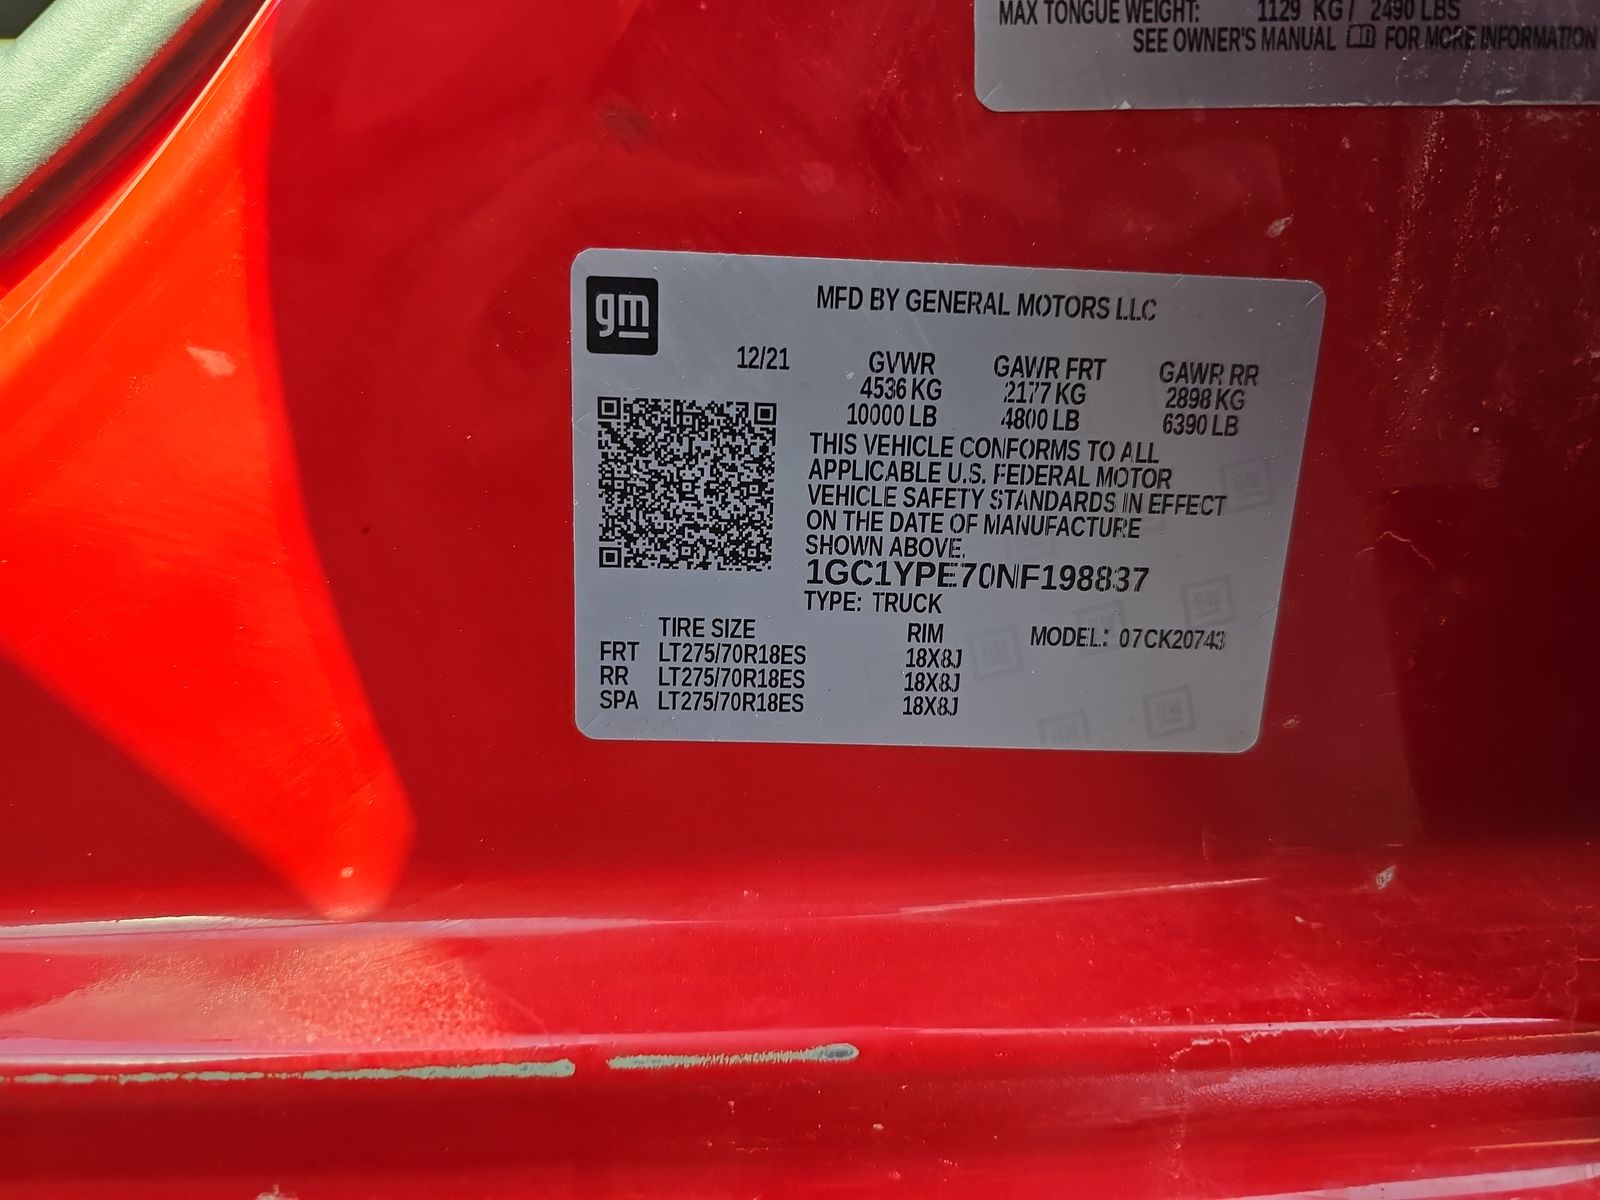 MAX TONGUE WEIGHT: 1129 KG / 2490 LBS
SEE OWNER'S MANUAL FOR MORE INFORMATION
gm
MFD BY GENERAL MOTORS LLC
12/21 GVWR GAWR FRT GAWR RR
4536 KG 2177 KG 2898 KG
10000 LB 4800 LB 6390 LB
THIS VEHICLE CONFORMS TO ALL
APPLICABLE U.S. FEDERAL MOTOR
VEHICLE SAFETY STANDARDS IN EFFECT
ON THE DATE OF MANUFACTURE
SHOWN ABOVE.
1GC1YPE70NF198837
TYPE: TRUCK
TIRE SIZE RIM MODEL: 07CK20743
FRT LT275/70R18ES 18X8J
RR LT275/70R18ES 18X8J
SPA LT275/70R18ES 18X8J